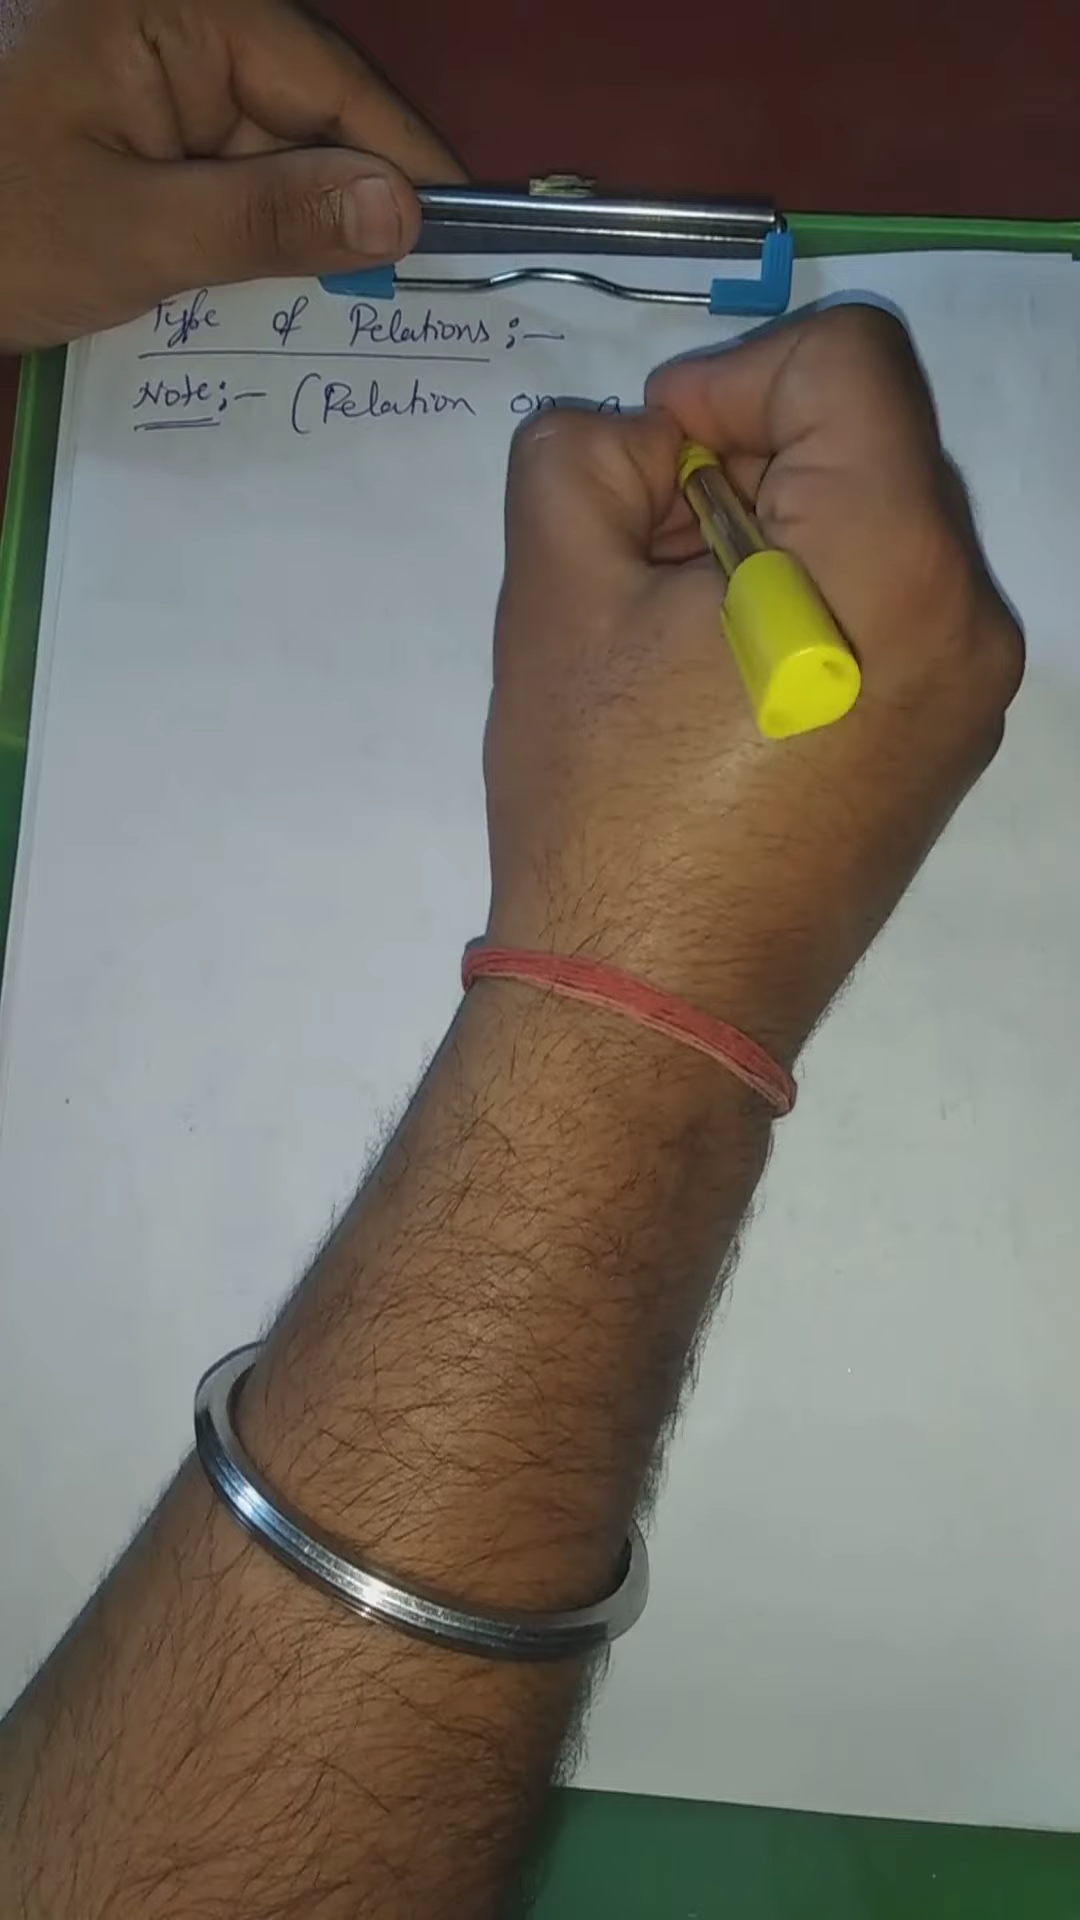 Type of Relations :-
Note :- (Relation on a